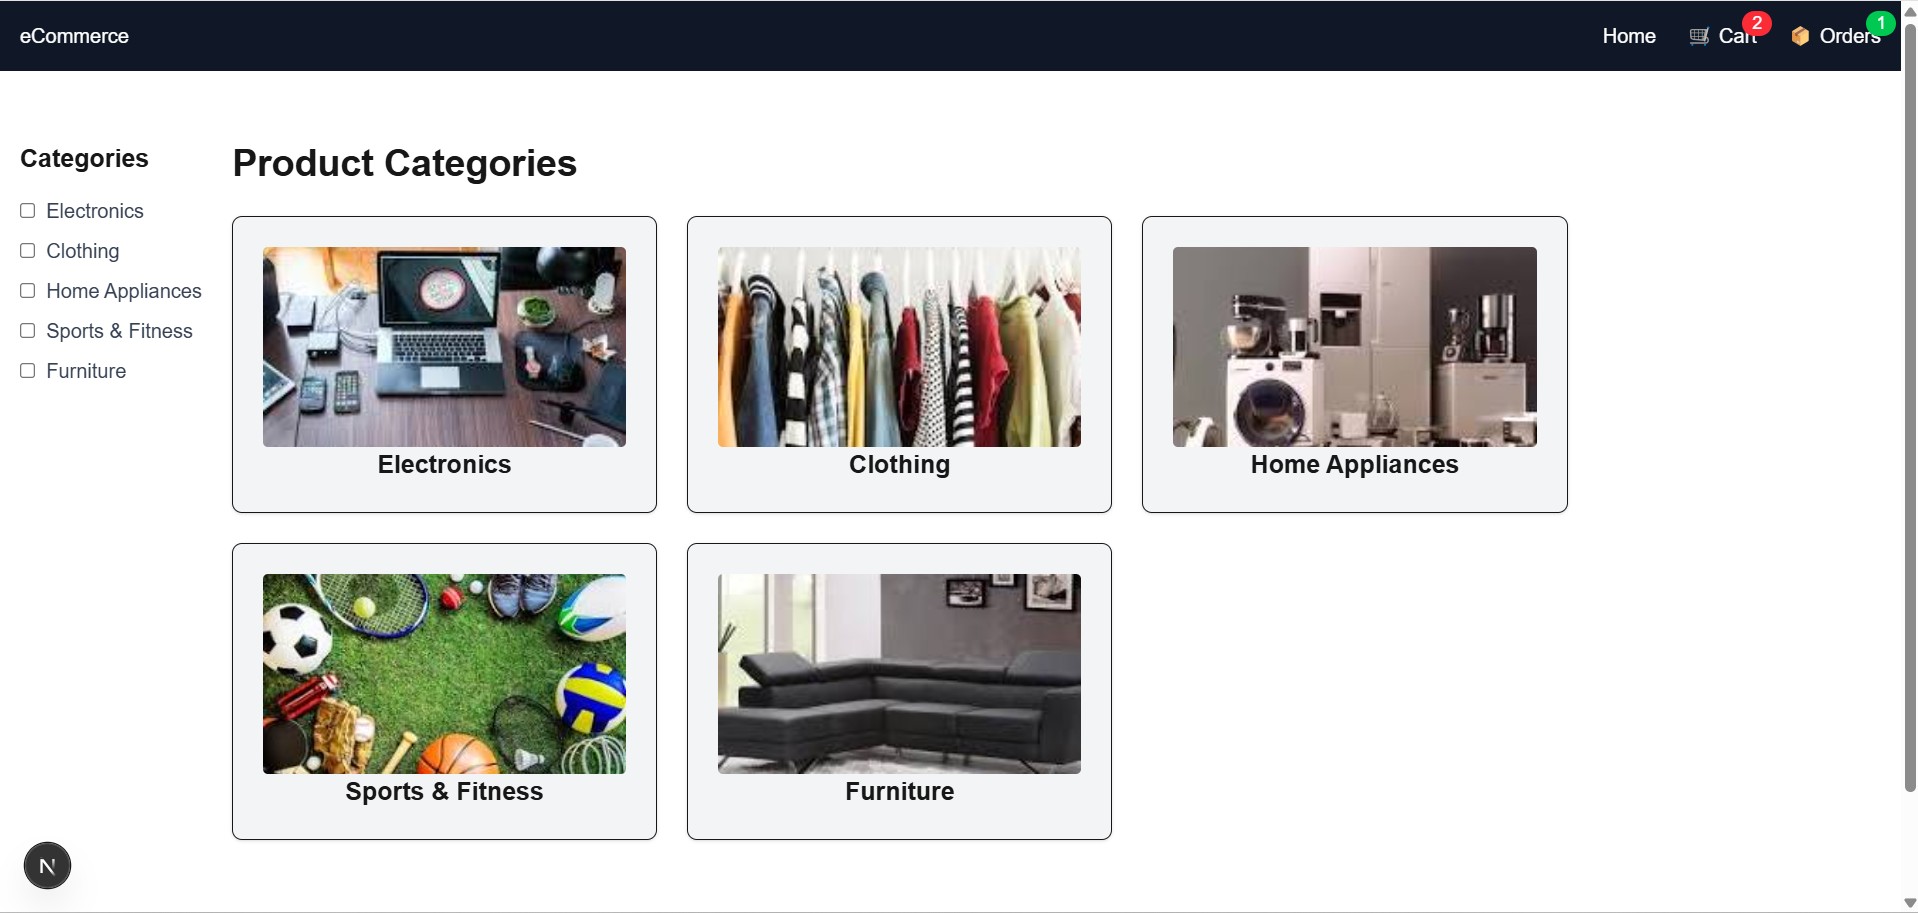 eCommerce
Home
Cart
2
Orders
1
Categories
Electronics
Clothing
Home Appliances
Sports & Fitness
Furniture
Product Categories
Electronics
Clothing
Home Appliances
Sports & Fitness
Furniture
N